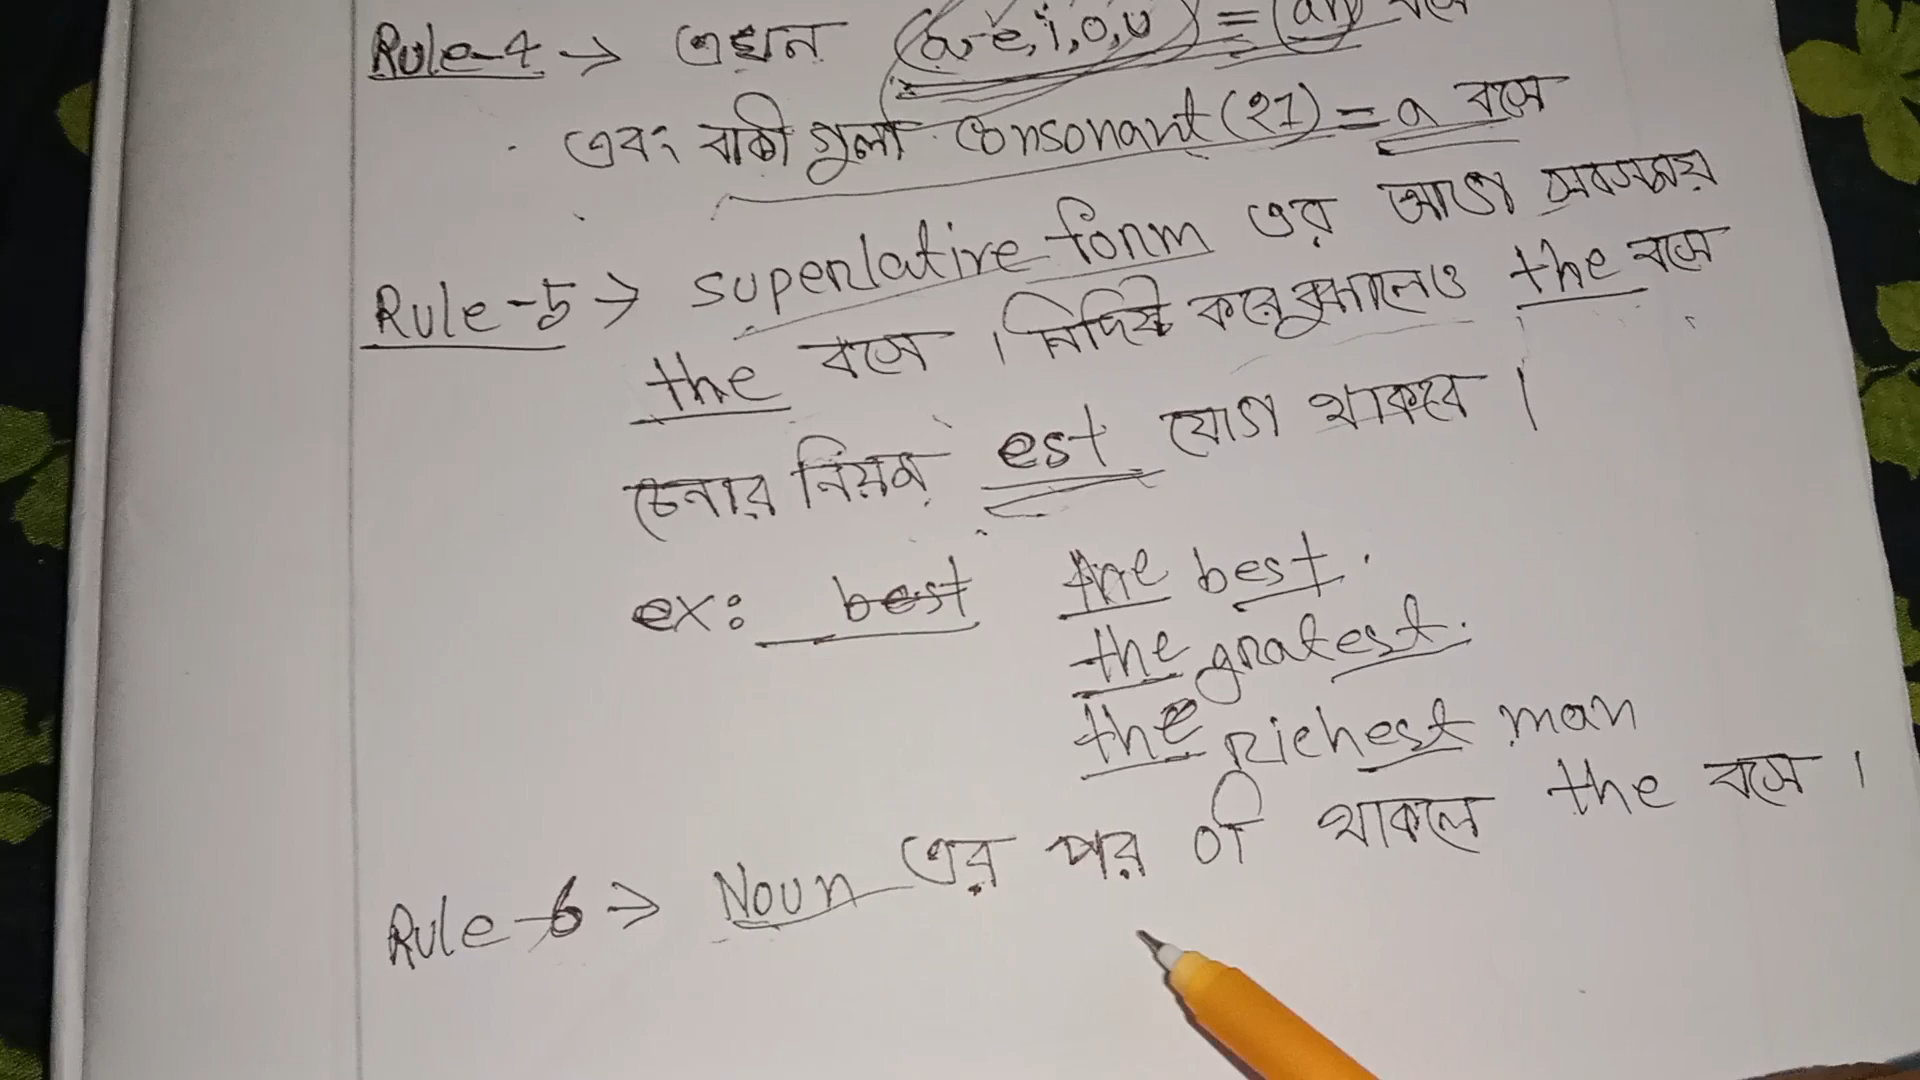 Rule-4 → এখন (a, e, i, o, u) = (an) বসে
এবং বাকী গুলা consonant (21) = a বসে
Rule-5 → superlative form এর আগে সবসময়
the বসে । নির্দিষ্ট করে বুঝালেও the বসে
চেনার নিয়ম est যোগ থাকবে ।
ex: best the best.
the gratest.
the richest man
Rule-6 → Noun এর পর of থাকলে the বসে ।